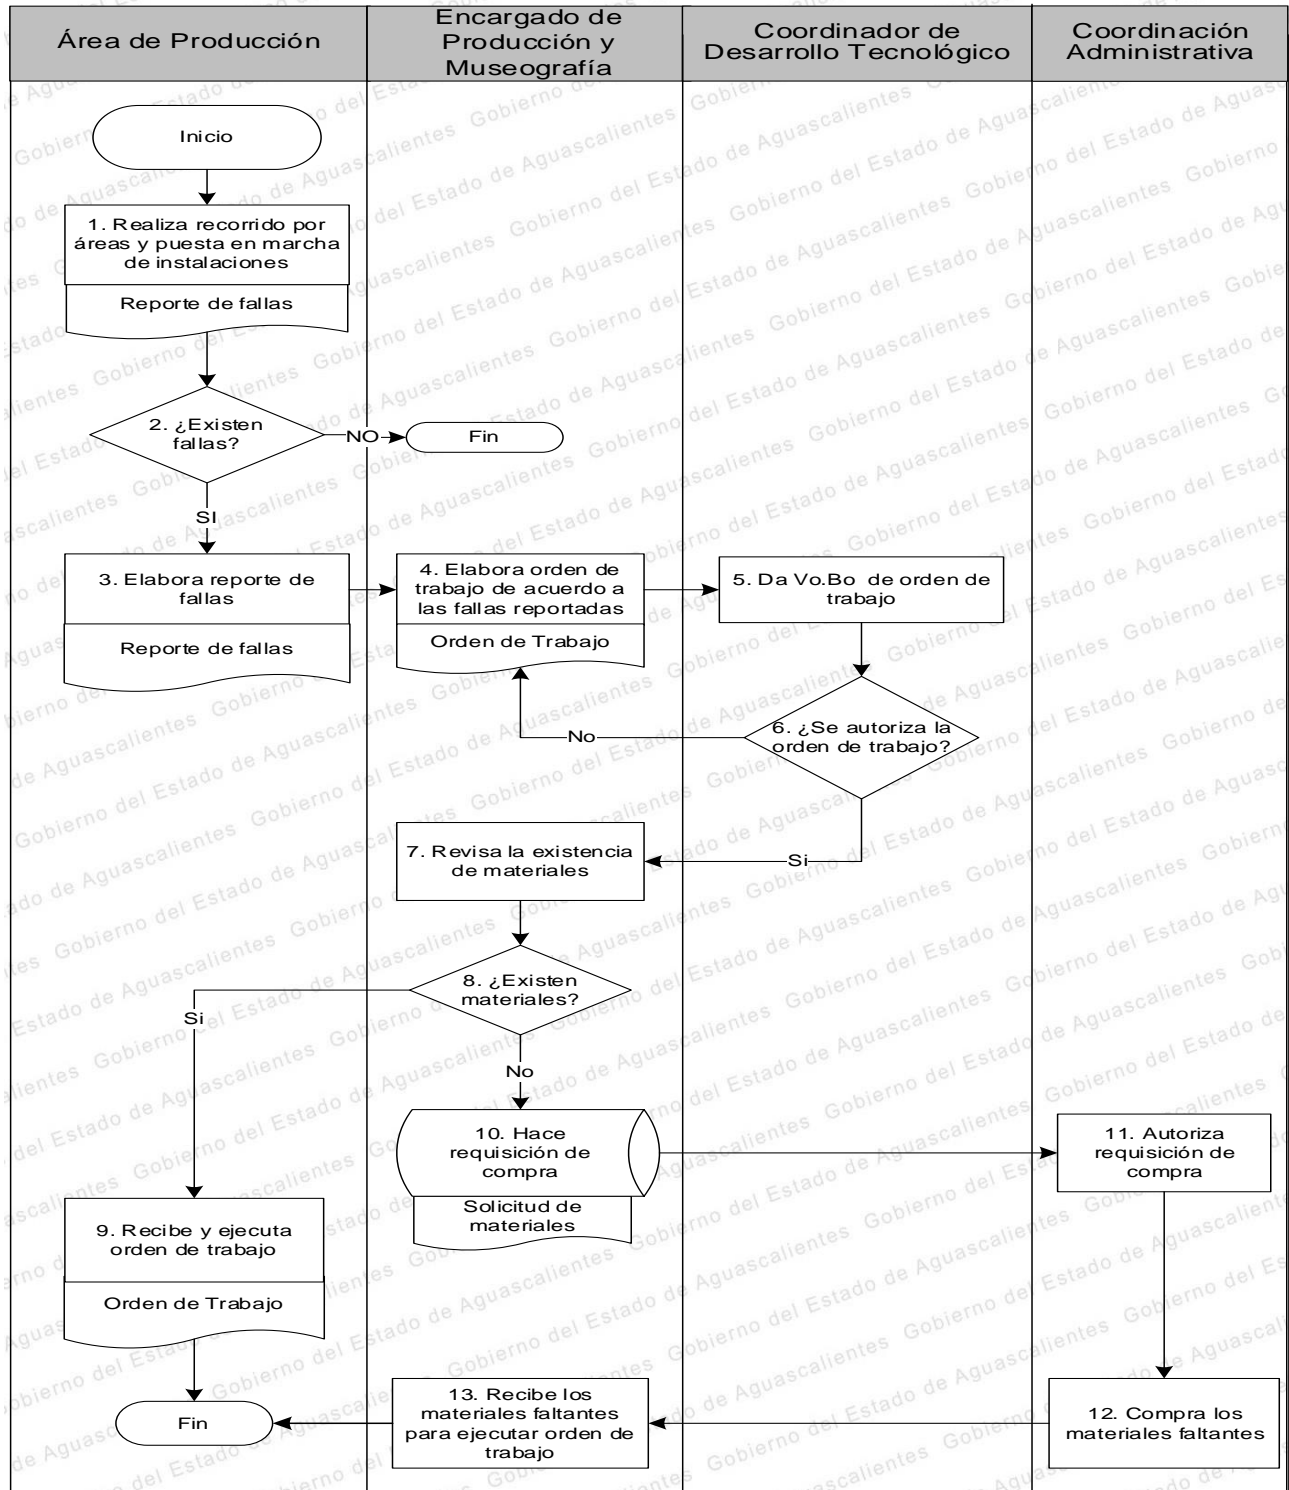 Área de Producción
Encargado de
Producción y
Museografía
Coordinador de
Desarrollo Tecnológico
Coordinación
Administrativa
Inicio
1. Realiza recorrido por
áreas y puesta en marcha
de instalaciones
Reporte de fallas
2. ¿Existen
fallas?
NO
Fin
SI
3. Elabora reporte de
fallas
Reporte de fallas
4. Elabora orden de
trabajo de acuerdo a
las fallas reportadas
Orden de Trabajo
5. Da Vo.Bo de orden de
trabajo
6. ¿Se autoriza la
orden de trabajo?
No
Si
7. Revisa la existencia
de materiales
8. ¿Existen
materiales?
Si
No
10. Hace
requisición de
compra
Solicitud de
materiales
11. Autoriza
requisición de
compra
9. Recibe y ejecuta
orden de trabajo
Orden de Trabajo
12. Compra los
materiales faltantes
13. Recibe los
materiales faltantes
para ejecutar orden de
trabajo
Fin
Gobierno del Estado de Aguascalientes